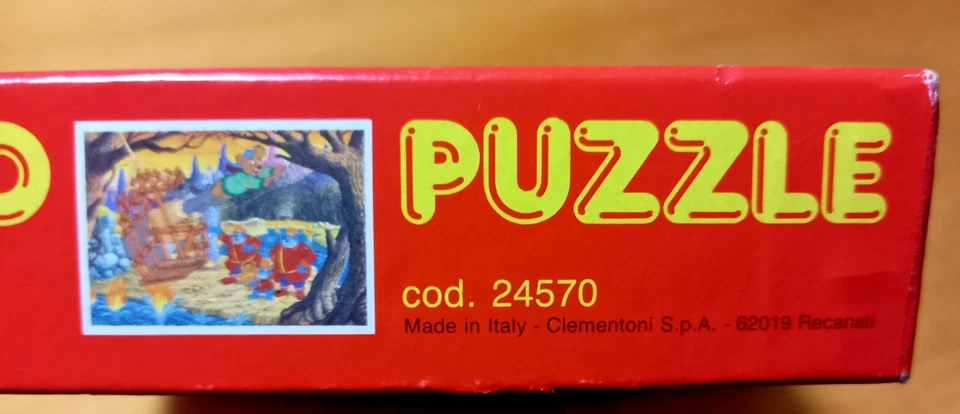 O PUZZLE
cod. 24570
Made in Italy - Clementoni S.p.A. - 62019 Recanati